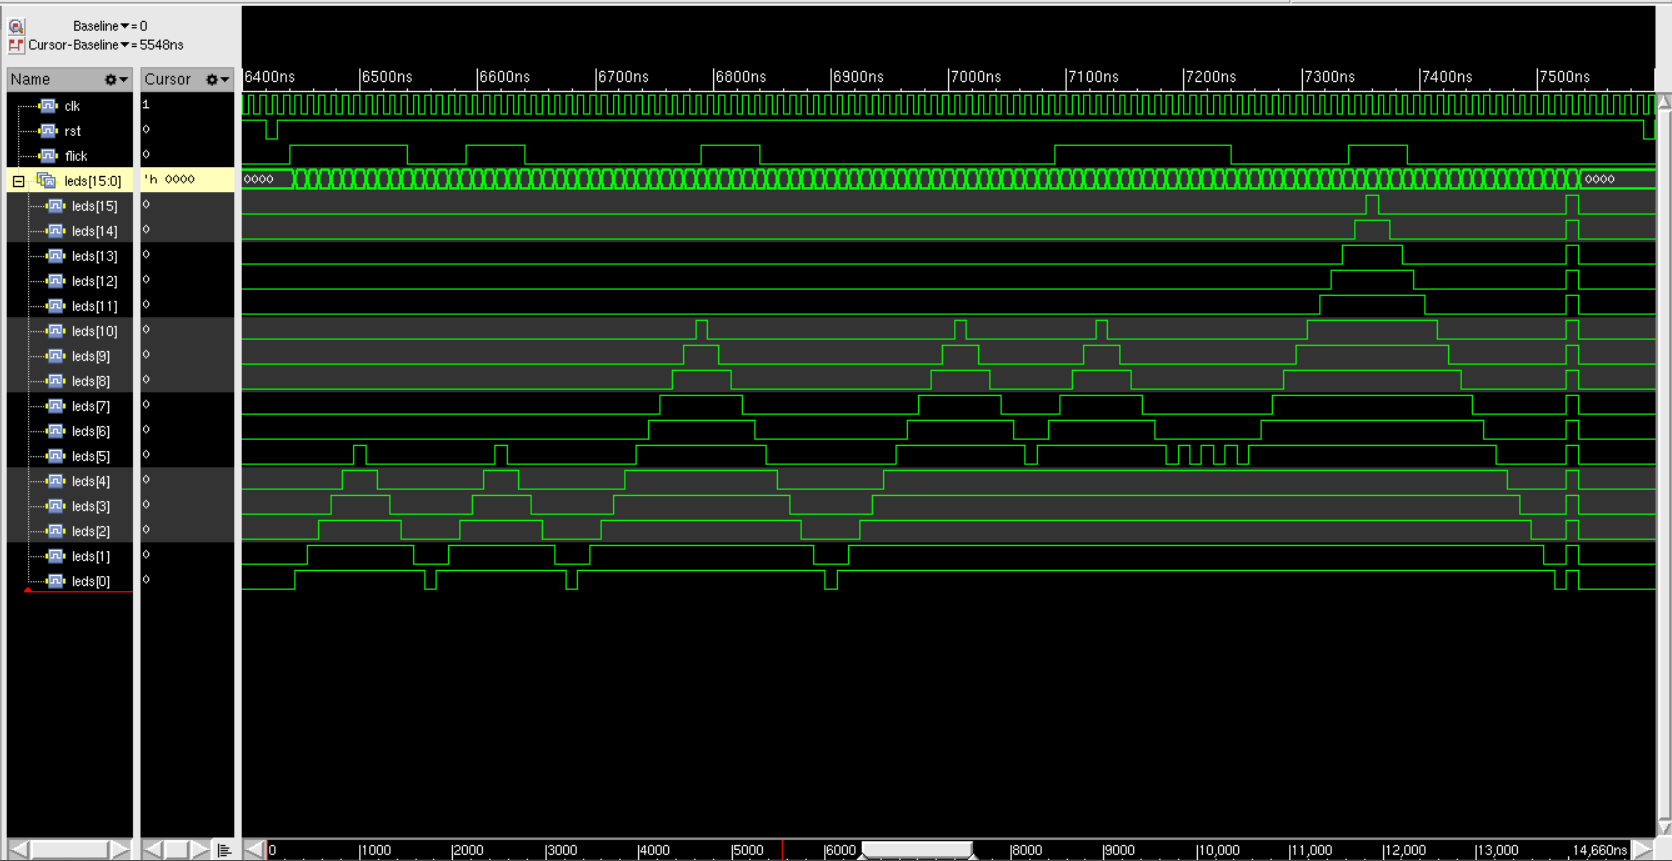 Baseline▼= 0
Cursor-Baseline▼= 5548ns
Name Cursor 6400ns 6500ns 6600ns 6700ns 6800ns 6900ns 7000ns 7100ns 7200ns 7300ns 7400ns 7500ns
clk 1
rst 0
flick 0
leds[15:0] 'h 0000 0000 0000
leds[15] 0
leds[14] 0
leds[13] 0
leds[12] 0
leds[11] 0
leds[10] 0
leds[9] 0
leds[8] 0
leds[7] 0
leds[6] 0
leds[5] 0
leds[4] 0
leds[3] 0
leds[2] 0
leds[1] 0
leds[0] 0
0 1000 2000 3000 4000 5000 6000 8000 9000 10,000 11,000 12,000 13,000 14,660ns